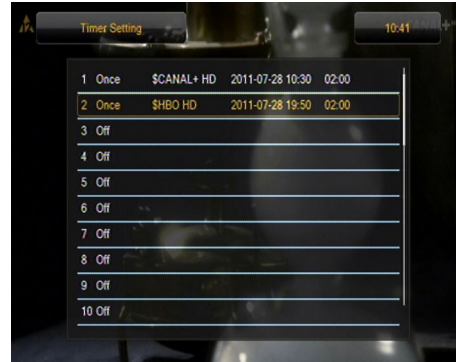 Timer Setting
10:41
1 Once $CANAL+ HD 2011-07-28 10:30 02:00
2 Once $HBO HD 2011-07-28 19:50 02:00
3 Off
4 Off
5 Off
6 Off
7 Off
8 Off
9 Off
10 Off